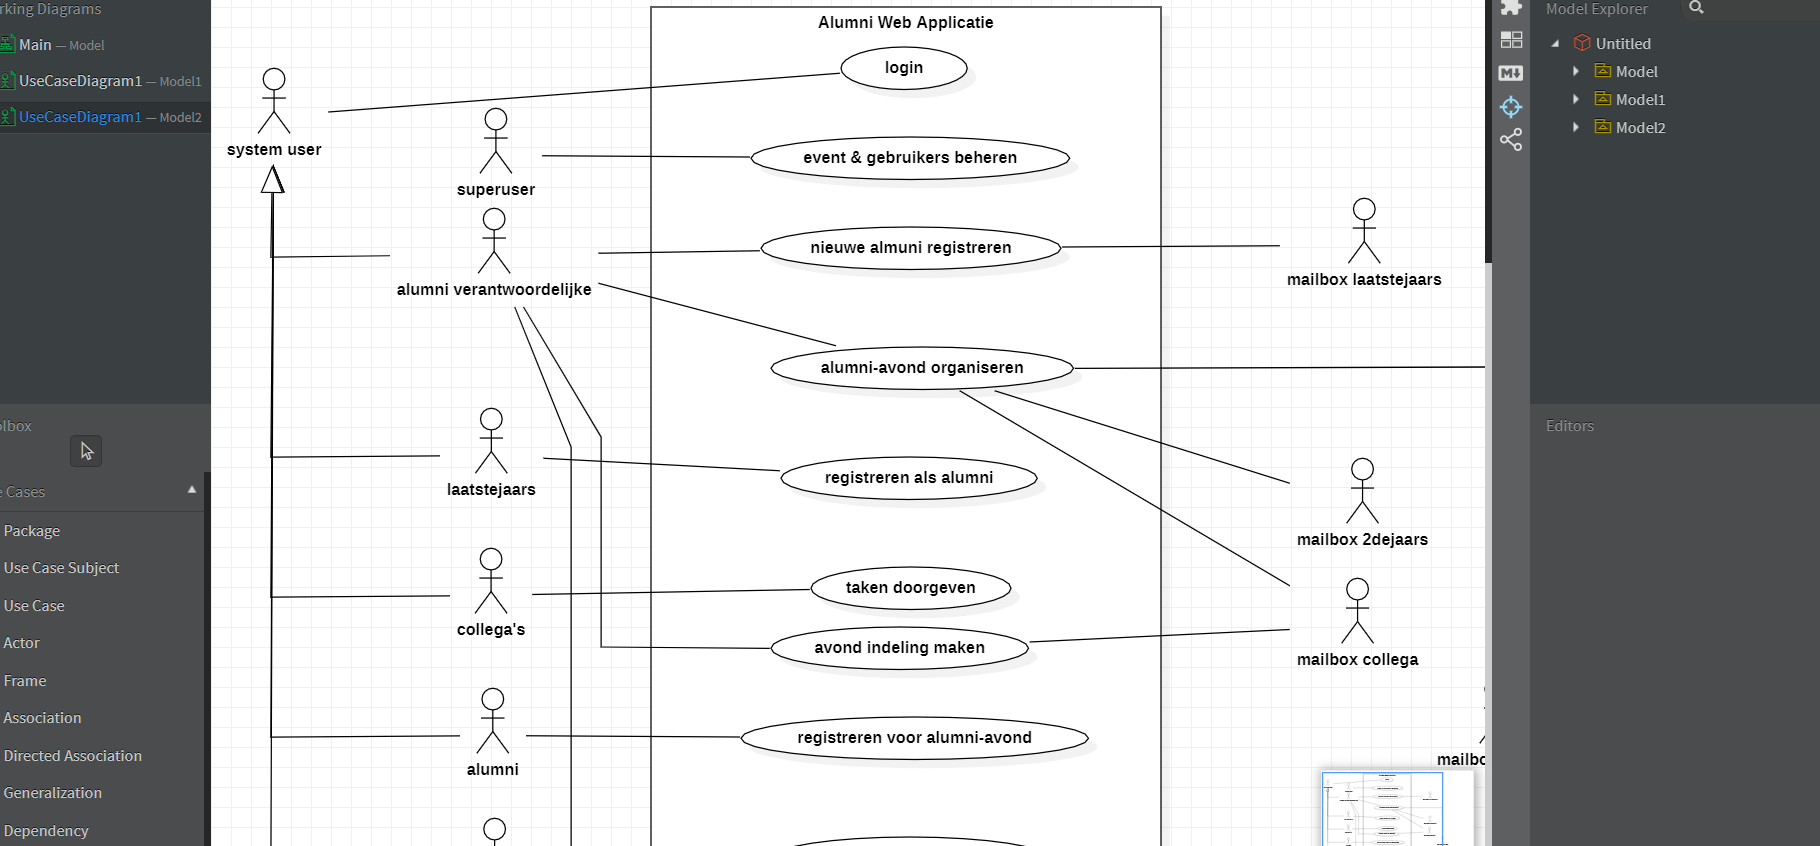 rking Diagrams
Main — Model
UseCaseDiagram1 — Model1
UseCaseDiagram1 — Model2
lbox
e Cases
Package
Use Case Subject
Use Case
Actor
Frame
Association
Directed Association
Generalization
Dependency
Alumni Web Applicatie
login
system user
superuser
event & gebruikers beheren
alumni verantwoordelijke
nieuwe almuni registreren
mailbox laatstejaars
alumni-avond organiseren
laatstejaars
registreren als alumni
mailbox 2dejaars
collega's
taken doorgeven
avond indeling maken
mailbox collega
alumni
registreren voor alumni-avond
mailbo
M↓
Model Explorer
Untitled
Model
Model1
Model2
Editors